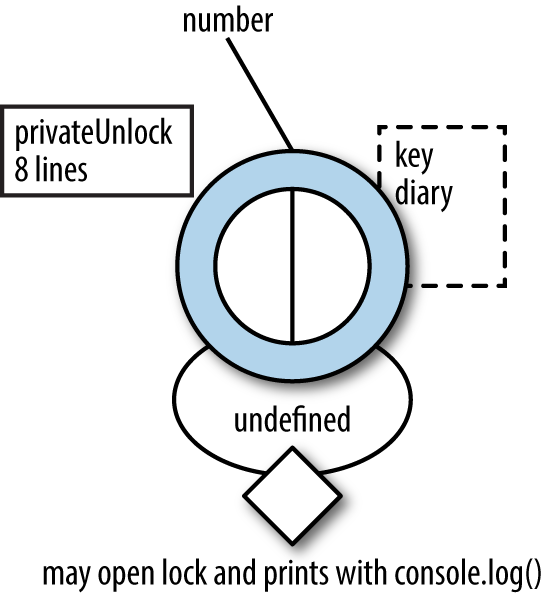 number
privateUnlock
8 lines
key
diary
undefined
may open lock and prints with console.log()